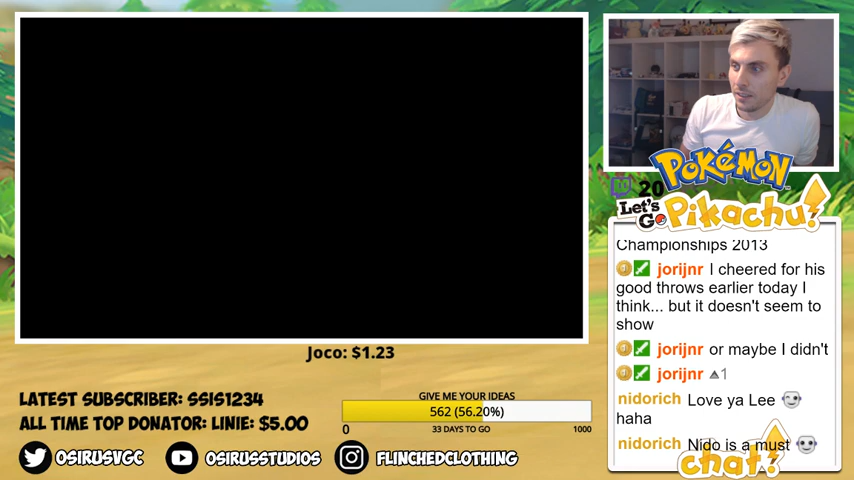 POKéMON
20
Let's Go Pikachu!
Championships 2013
jorijnr I cheered for his
good throws earlier today I
think... but it doesn't seem to
show
jorijnr or maybe I didn't
jorijnr 1
nidorich Love ya Lee
haha
nidorich Nido is a must
chat!
Joco: $1.23
LATEST SUBSCRIBER: SSIS1234
ALL TIME TOP DONATOR: LINIE: $5.00
GIVE ME YOUR IDEAS
562 (56.20%)
0 33 DAYS TO GO 1000
OSIRUSVGC OSIRUSSTUDIOS FLINCHEDCLOTHING